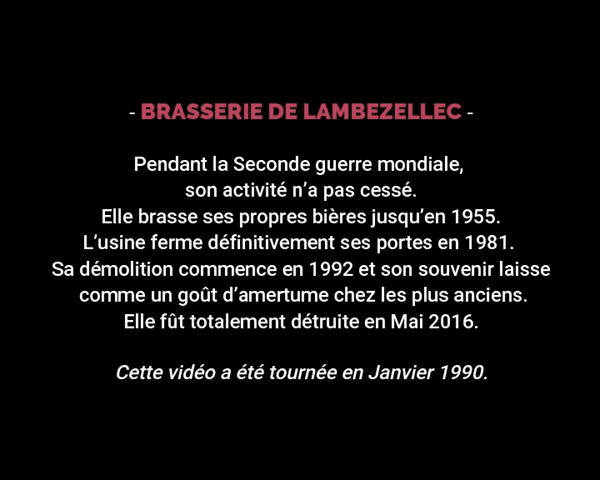 - BRASSERIE DE LAMBEZELLEC -
Pendant la Seconde guerre mondiale,
son activité n’a pas cessé.
Elle brasse ses propres bières jusqu’en 1955.
L’usine ferme définitivement ses portes en 1981.
Sa démolition commence en 1992 et son souvenir laisse
comme un goût d’amertume chez les plus anciens.
Elle fût totalement détruite en Mai 2016.
Cette vidéo a été tournée en Janvier 1990.